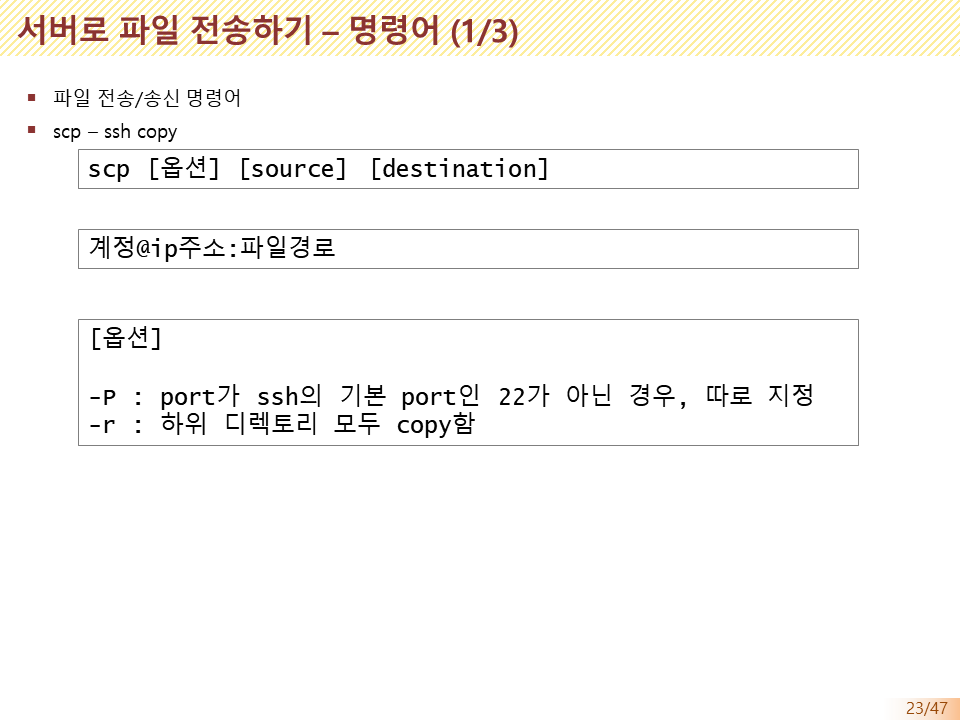 서버로 파일 전송하기 – 명령어 (1/3)
파일 전송/송신 명령어
scp – ssh copy
scp [옵션] [source] [destination]
계정@ip주소:파일경로
[옵션]
-P : port가 ssh의 기본 port인 22가 아닌 경우, 따로 지정
-r : 하위 디렉토리 모두 copy함
23/47